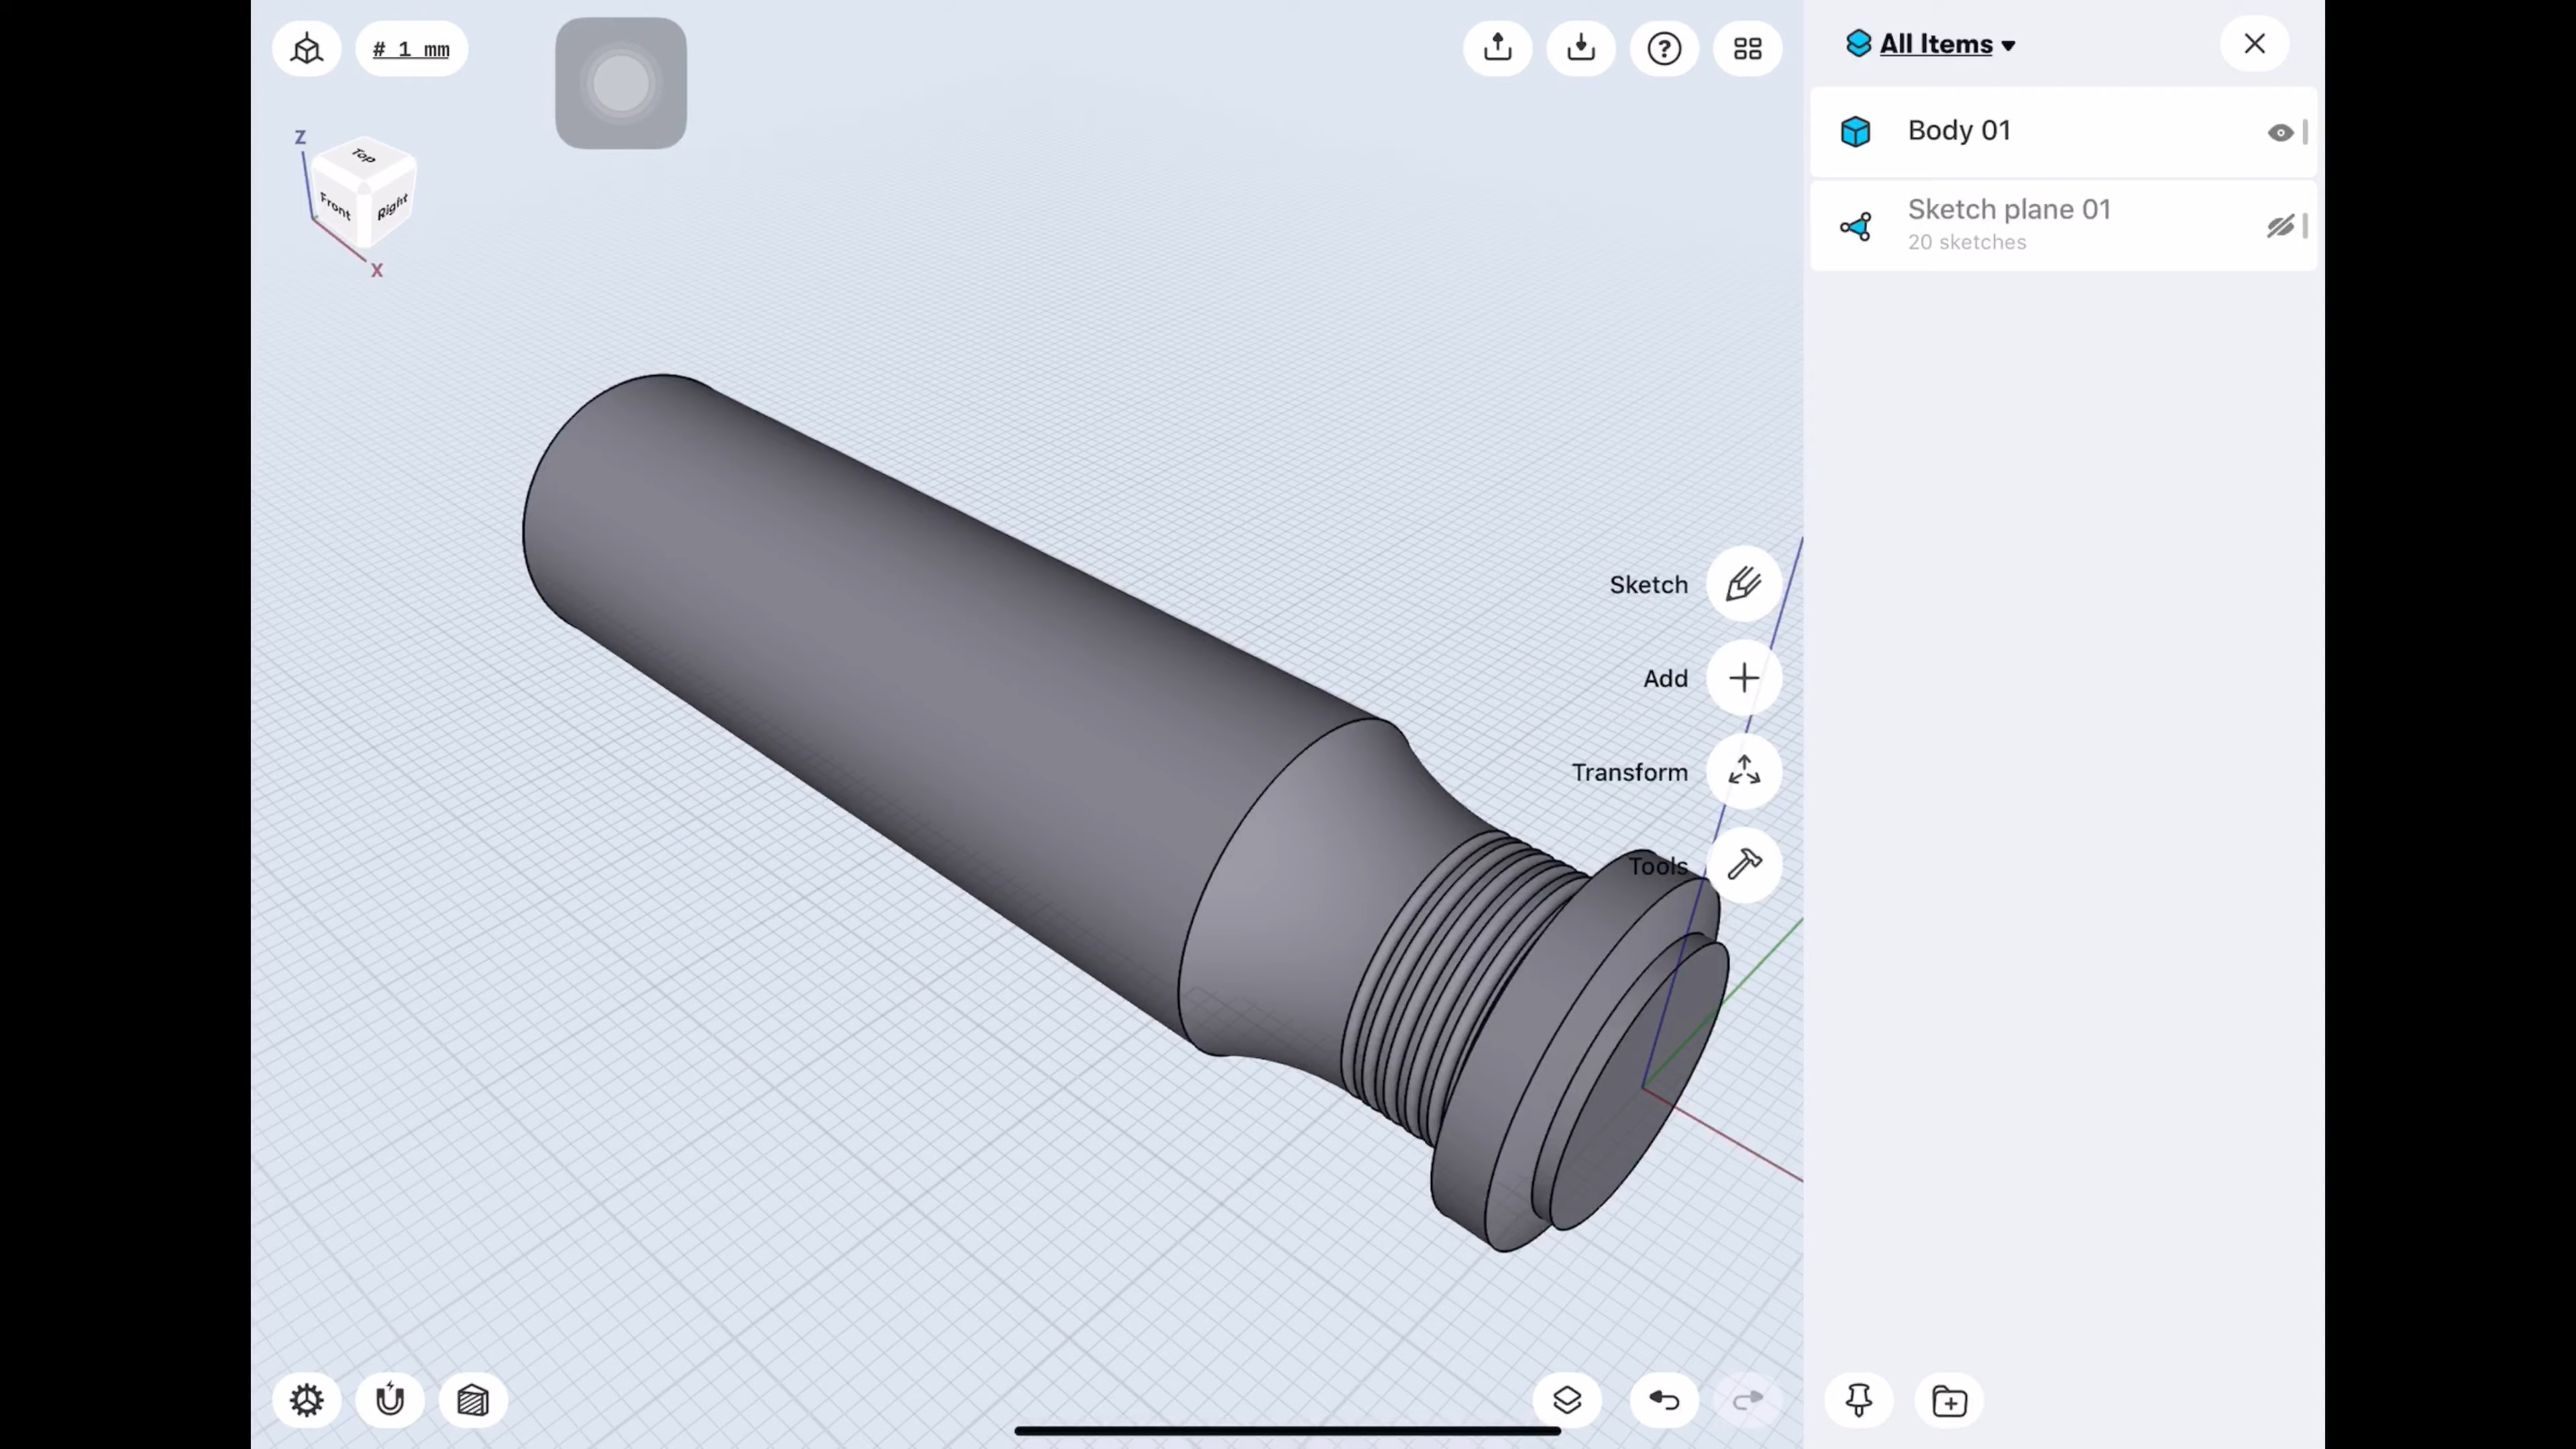 # 1 mm
All Items
Z
Top
Front
Right
X
Body 01
Sketch plane 01
20 sketches
Sketch
Add
Transform
Tools